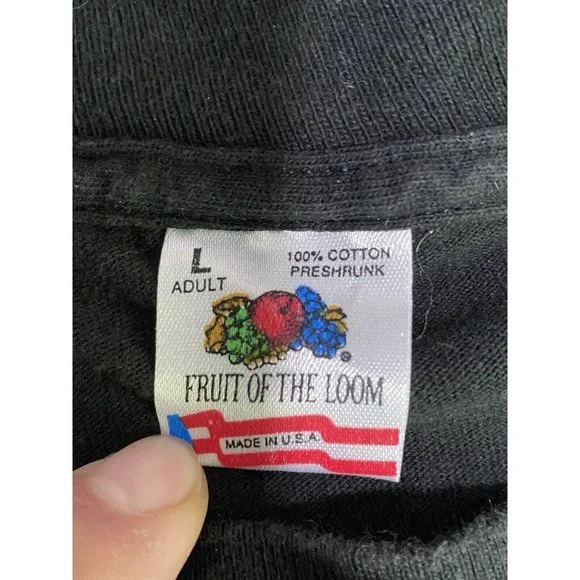 L
ADULT
100% COTTON
PRESHRUNK
®
FRUIT OF THE LOOM
MADE IN U.S.A.